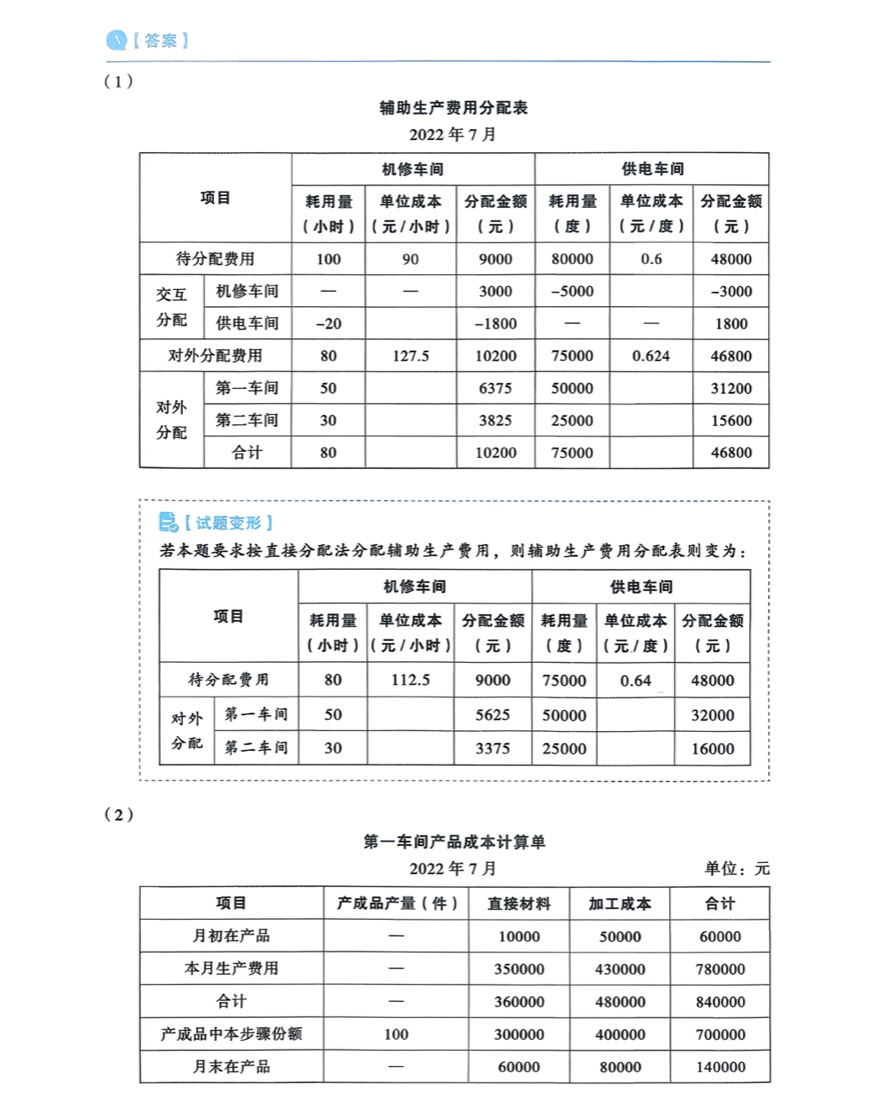 【答案】
（1）
辅助生产费用分配表
2022 年 7 月
项目 机修车间 供电车间
耗用量（小时） 单位成本（元/小时） 分配金额（元） 耗用量（度） 单位成本（元/度） 分配金额（元）
待分配费用 100 90 9000 80000 0.6 48000
交互分配 机修车间 — — 3000 -5000 -3000
供电车间 -20 -1800 — — 1800
对外分配费用 80 127.5 10200 75000 0.624 46800
对外分配 第一车间 50 6375 50000 31200
第二车间 30 3825 25000 15600
合计 80 10200 75000 46800
【试题变形】
若本题要求按直接分配法分配辅助生产费用，则辅助生产费用分配表则变为：
项目 机修车间 供电车间
耗用量（小时） 单位成本（元/小时） 分配金额（元） 耗用量（度） 单位成本（元/度） 分配金额（元）
待分配费用 80 112.5 9000 75000 0.64 48000
对外分配 第一车间 50 5625 50000 32000
第二车间 30 3375 25000 16000
（2）
第一车间产品成本计算单
2022 年 7 月 单位：元
项目 产成品产量（件） 直接材料 加工成本 合计
月初在产品 — 10000 50000 60000
本月生产费用 — 350000 430000 780000
合计 — 360000 480000 840000
产成品中本步骤份额 100 300000 400000 700000
月末在产品 — 60000 80000 140000